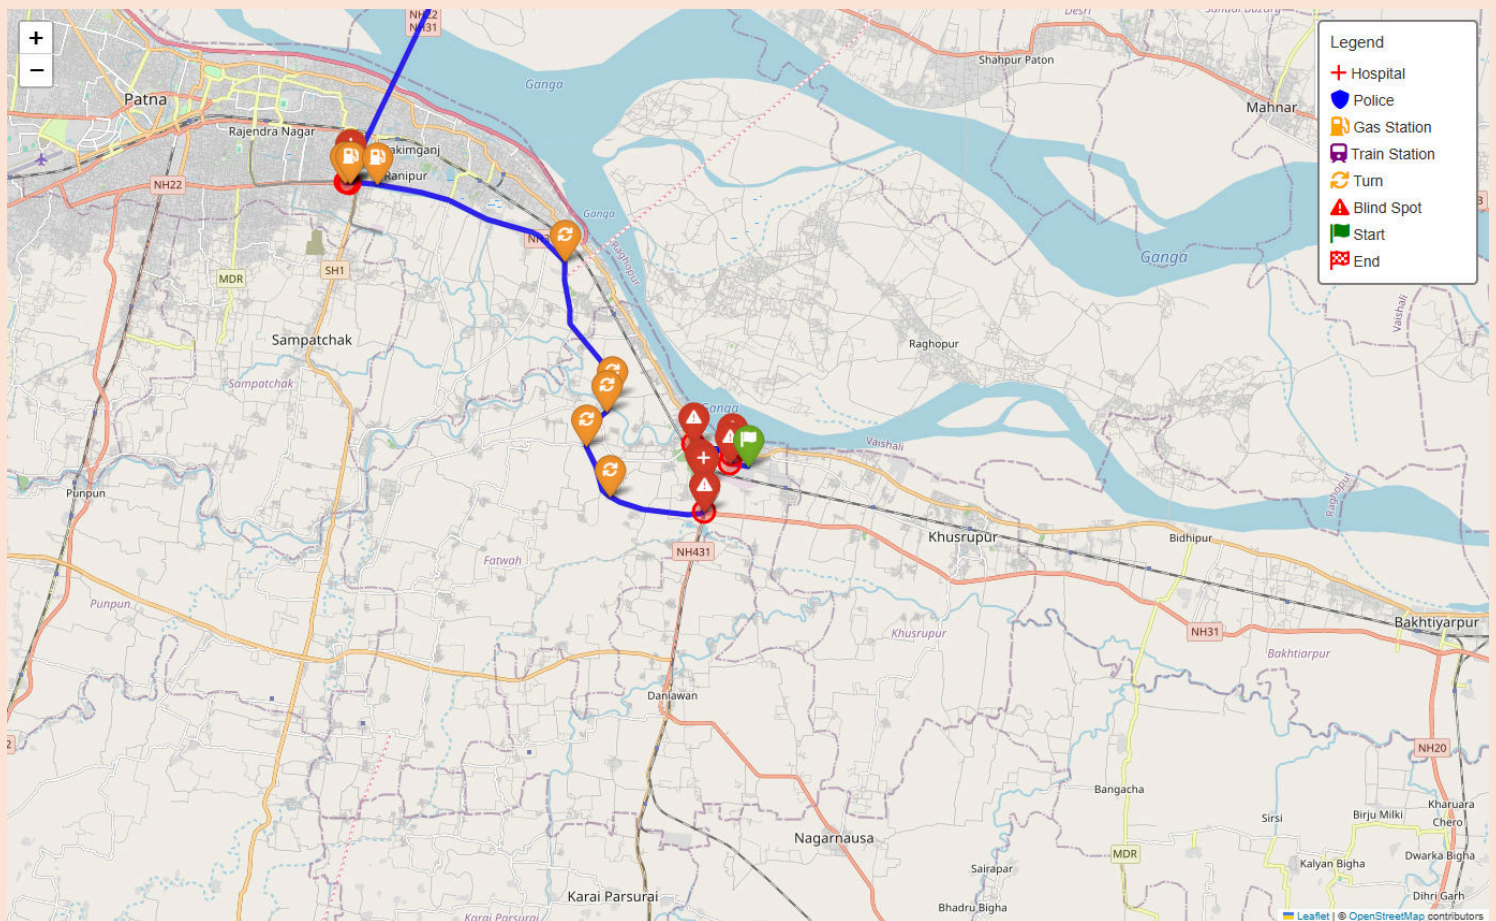 +
−
NH22
NH31
Desri
Shahpur Paton
Mahnar
Patna
Rajendra Nagar
Ranipur
NH22
Ganga
Ganga
Raghopur
MDR
SH1
Sampatchak
Sampatchak
Raghopur
Ganga
Vaishali
Vaishali
Ganga
Punpun
Punpun
Fatwah
NH431
Khusrupur
Khusrupur
Bidhipur
Raghopur
NH31
Bakhtiyarpur
Bakhtiarpur
Daniawan
NH20
Bangacha
Sirsi
Birju Milki
Kharuara
Chero
Nagarnausa
MDR
Sairapar
Kalyan Bigha
Dwarka Bigha
Karai Parsurai
Karai Parsurai
Bhadru Bigha
Dihri Garh
Legend
Hospital
Police
Gas Station
Train Station
Turn
Blind Spot
Start
End
Leaflet | © OpenStreetMap contributors